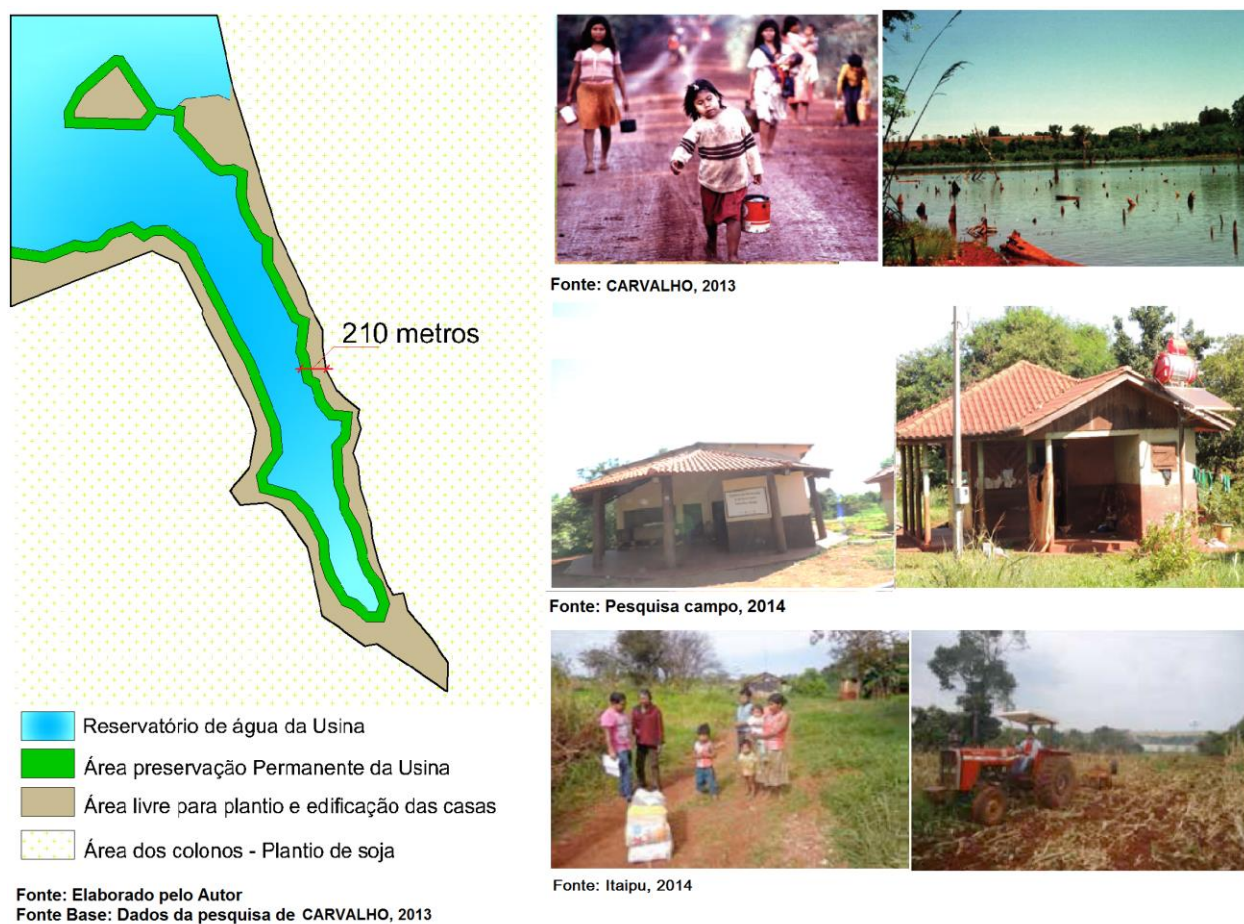 210 metros
Reservatório de água da Usina
Área preservação Permanente da Usina
Área livre para plantio e edificação das casas
Área dos colonos - Plantio de soja
Fonte: Elaborado pelo Autor
Fonte Base: Dados da pesquisa de CARVALHO, 2013
Fonte: CARVALHO, 2013
Fonte: Pesquisa campo, 2014
Fonte: Itaipu, 2014